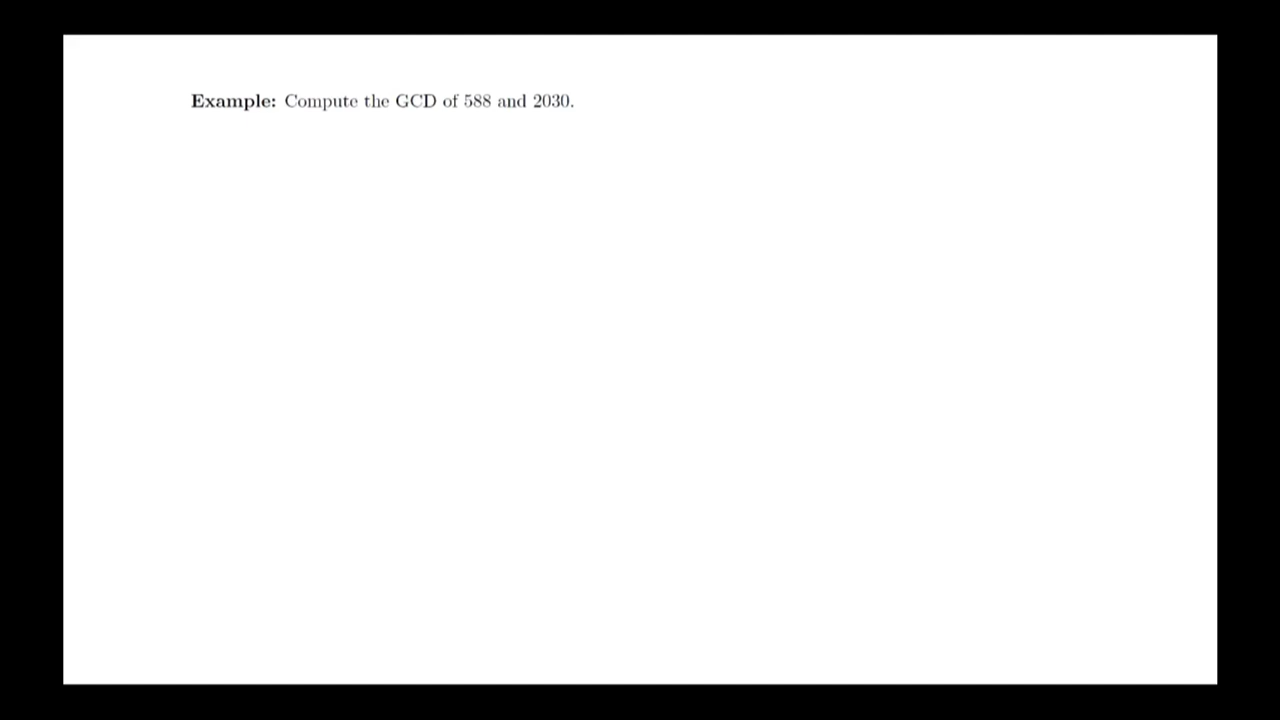 Example: Compute the GCD of 588 and 2030.